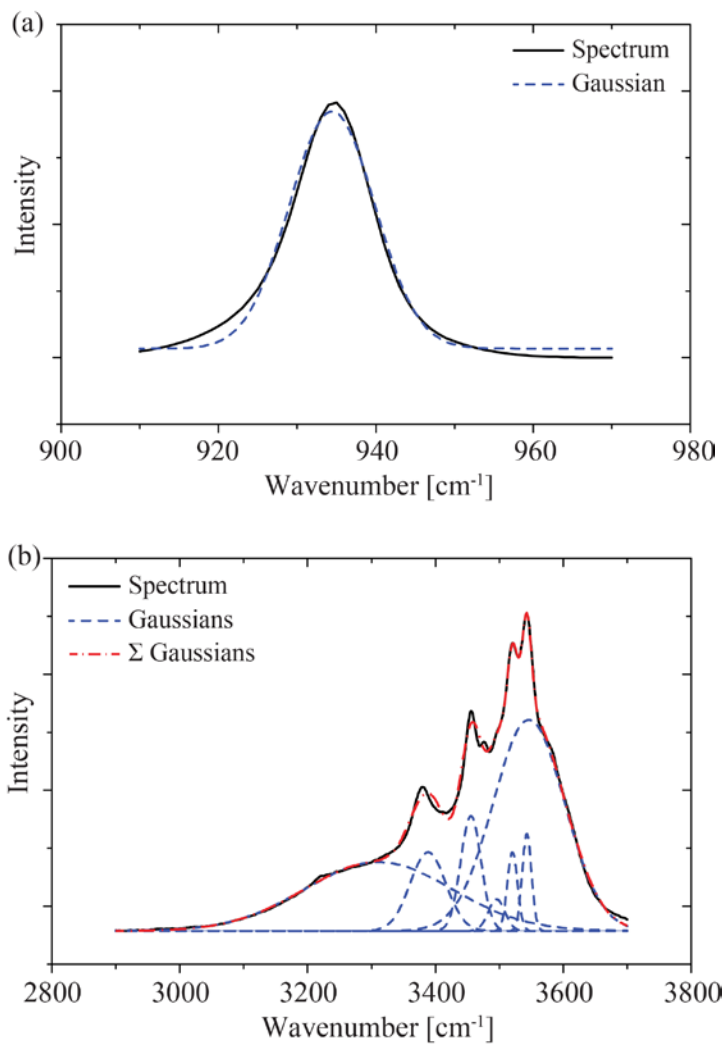 (a)
Spectrum
Gaussian
Intensity
900 920 940 960 980
Wavenumber [cm⁻¹]
(b)
Spectrum
Gaussians
Σ Gaussians
Intensity
2800 3000 3200 3400 3600 3800
Wavenumber [cm⁻¹]